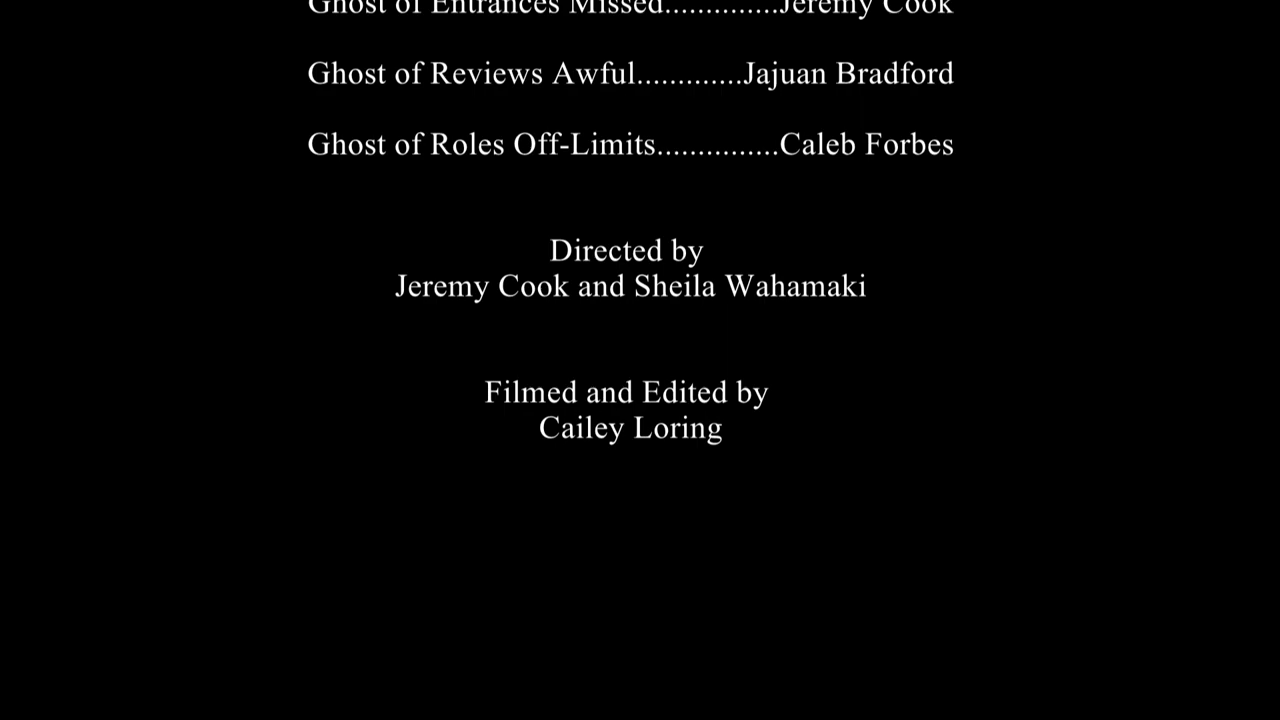 Ghost of Entrances Missed..............Jeremy Cook
Ghost of Reviews Awful.............Jajuan Bradford
Ghost of Roles Off-Limits...............Caleb Forbes
Directed by
Jeremy Cook and Sheila Wahamaki
Filmed and Edited by
Cailey Loring